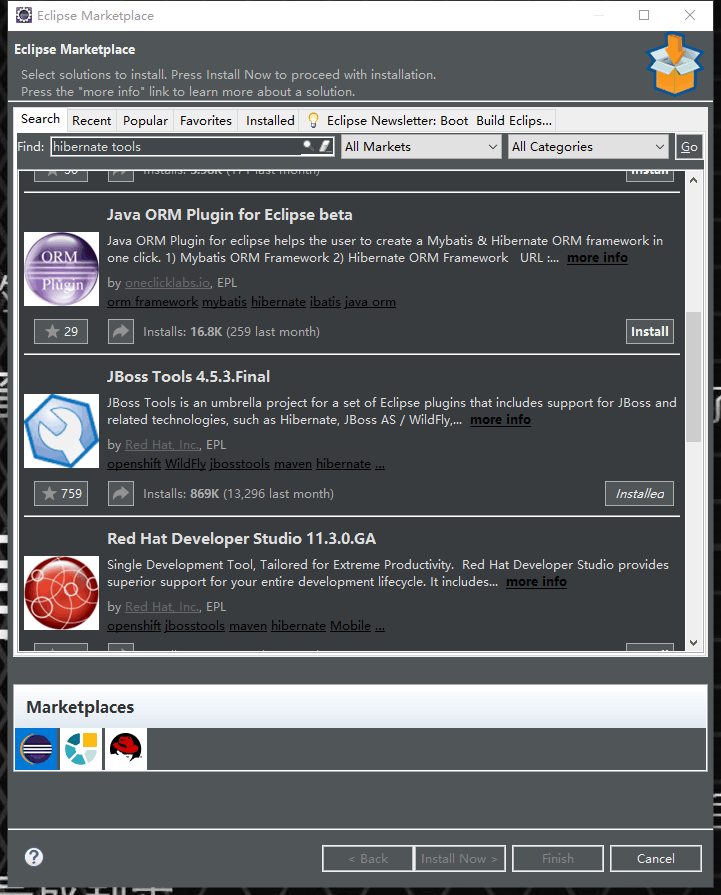 Eclipse Marketplace
Eclipse Marketplace
Select solutions to install. Press Install Now to proceed with installation.
Press the "more info" link to learn more about a solution.
Search Recent Popular Favorites Installed Eclipse Newsletter: Boot Build Eclips...
Find: hibernate tools All Markets All Categories Go
Java ORM Plugin for Eclipse beta
Java ORM Plugin for eclipse helps the user to create a Mybatis & Hibernate ORM framework in
one click. 1) Mybatis ORM Framework 2) Hibernate ORM Framework URL :... more info
ORM
Plugin
by oneclicklabs.io, EPL
orm framework mybatis hibernate ibatis java orm
29 Installs: 16.8K (259 last month) Install
JBoss Tools 4.5.3.Final
JBoss Tools is an umbrella project for a set of Eclipse plugins that includes support for JBoss and
related technologies, such as Hibernate, JBoss AS / WildFly,... more info
by Red Hat, Inc., EPL
openshift WildFly jbosstools maven hibernate ...
759 Installs: 869K (13,296 last month) Installed
Red Hat Developer Studio 11.3.0.GA
Single Development Tool, Tailored for Extreme Productivity. Red Hat Developer Studio provides
superior support for your entire development lifecycle. It includes... more info
by Red Hat, Inc., EPL
openshift jbosstools maven hibernate Mobile ...
Marketplaces
? < Back Install Now > Finish Cancel